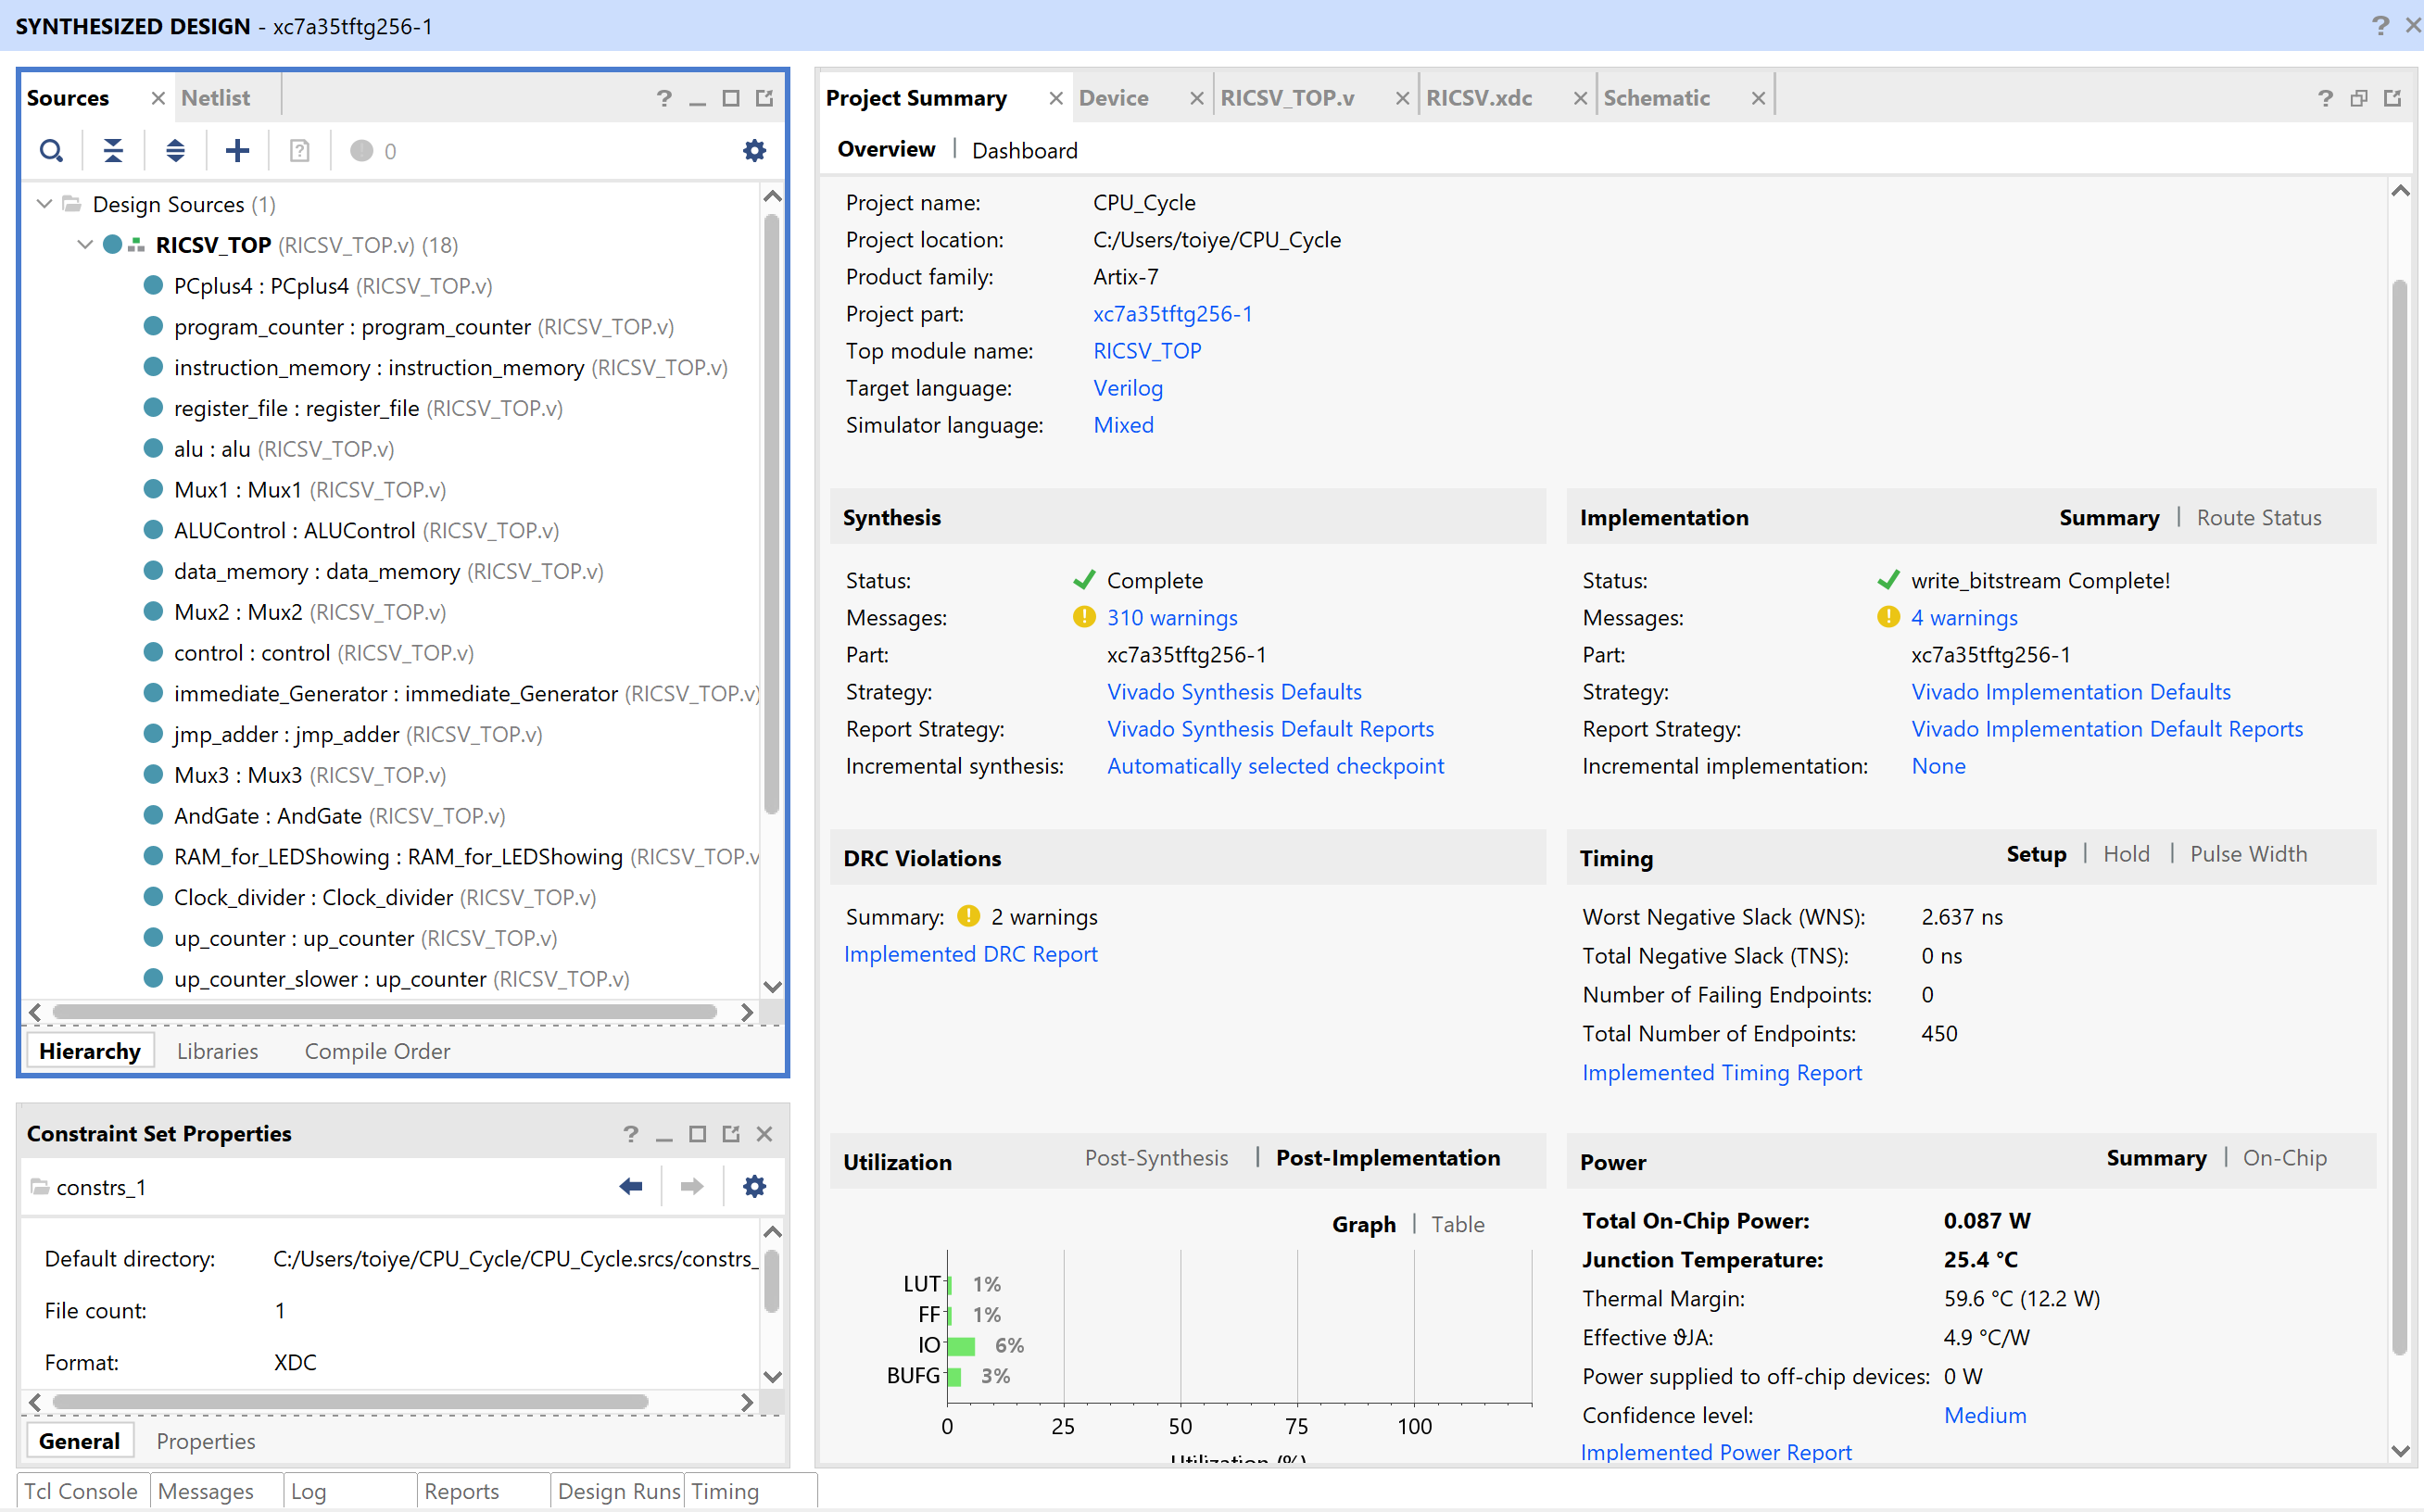 SYNTHESIZED DESIGN - xc7a35tftg256-1
Sources Netlist
0
Design Sources (1)
RICSV_TOP (RICSV_TOP.v) (18)
PCplus4 : PCplus4 (RICSV_TOP.v)
program_counter : program_counter (RICSV_TOP.v)
instruction_memory : instruction_memory (RICSV_TOP.v)
register_file : register_file (RICSV_TOP.v)
alu : alu (RICSV_TOP.v)
Mux1 : Mux1 (RICSV_TOP.v)
ALUControl : ALUControl (RICSV_TOP.v)
data_memory : data_memory (RICSV_TOP.v)
Mux2 : Mux2 (RICSV_TOP.v)
control : control (RICSV_TOP.v)
immediate_Generator : immediate_Generator (RICSV_TOP.v)
jmp_adder : jmp_adder (RICSV_TOP.v)
Mux3 : Mux3 (RICSV_TOP.v)
AndGate : AndGate (RICSV_TOP.v)
RAM_for_LEDShowing : RAM_for_LEDShowing (RICSV_TOP.v
Clock_divider : Clock_divider (RICSV_TOP.v)
up_counter : up_counter (RICSV_TOP.v)
up_counter_slower : up_counter (RICSV_TOP.v)
Hierarchy Libraries Compile Order
Constraint Set Properties
constrs_1
Default directory: C:/Users/toiye/CPU_Cycle/CPU_Cycle.srcs/constrs_
File count: 1
Format: XDC
General Properties
Tcl Console Messages Log Reports Design Runs Timing
Project Summary Device RICSV_TOP.v RICSV.xdc Schematic
Overview | Dashboard
Project name: CPU_Cycle
Project location: C:/Users/toiye/CPU_Cycle
Product family: Artix-7
Project part: xc7a35tftg256-1
Top module name: RICSV_TOP
Target language: Verilog
Simulator language: Mixed
Synthesis
Status: Complete
Messages: 310 warnings
Part: xc7a35tftg256-1
Strategy: Vivado Synthesis Defaults
Report Strategy: Vivado Synthesis Default Reports
Incremental synthesis: Automatically selected checkpoint
Implementation Summary | Route Status
Status: write_bitstream Complete!
Messages: 4 warnings
Part: xc7a35tftg256-1
Strategy: Vivado Implementation Defaults
Report Strategy: Vivado Implementation Default Reports
Incremental implementation: None
DRC Violations
Summary: 2 warnings
Implemented DRC Report
Timing Setup | Hold | Pulse Width
Worst Negative Slack (WNS): 2.637 ns
Total Negative Slack (TNS): 0 ns
Number of Failing Endpoints: 0
Total Number of Endpoints: 450
Implemented Timing Report
Utilization Post-Synthesis | Post-Implementation
Graph | Table
LUT 1%
FF 1%
IO 6%
BUFG 3%
0 25 50 75 100
Utilization (%)
Power Summary | On-Chip
Total On-Chip Power: 0.087 W
Junction Temperature: 25.4 °C
Thermal Margin: 59.6 °C (12.2 W)
Effective ϑJA: 4.9 °C/W
Power supplied to off-chip devices: 0 W
Confidence level: Medium
Implemented Power Report